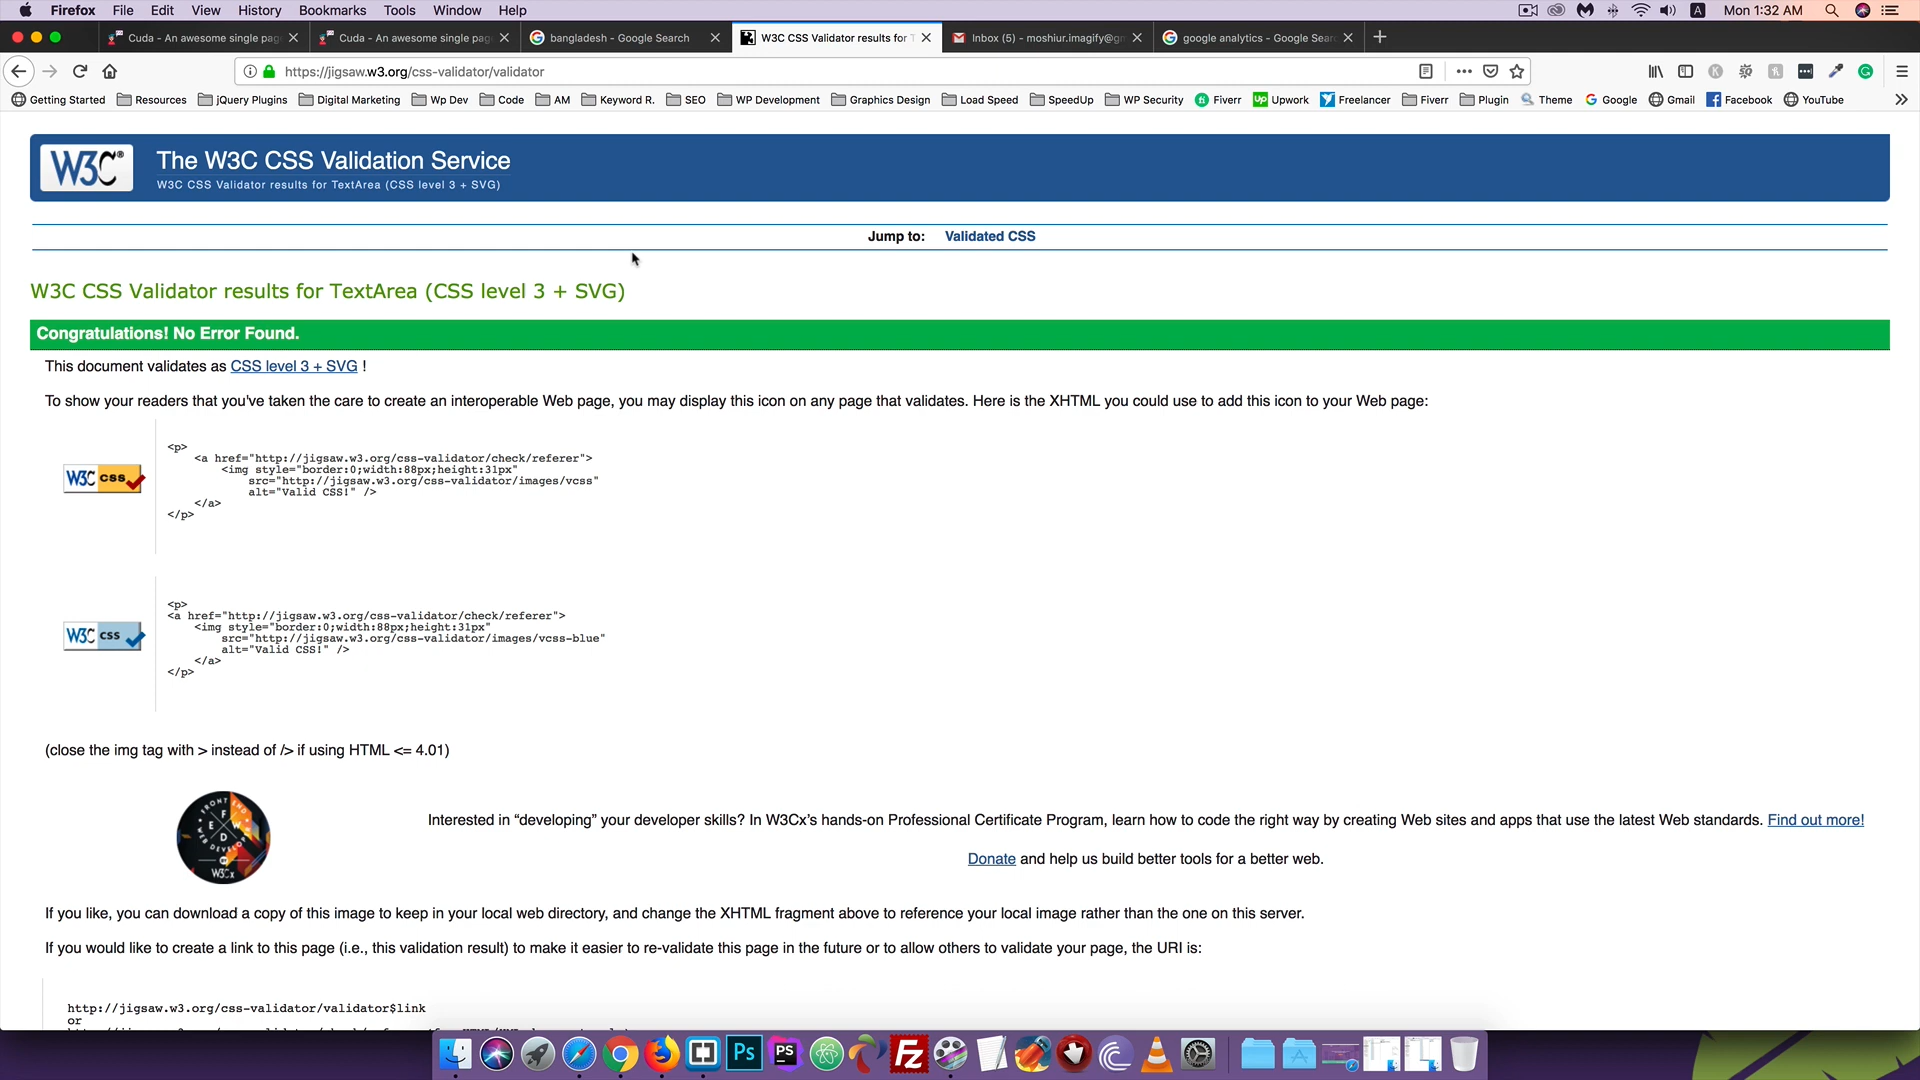 Firefox File Edit View History Bookmarks Tools Window Help Mon 1:32 AM
Cuda - An awesome single pag Cuda - An awesome single pag bangladesh - Google Search W3C CSS Validator results for T Inbox (5) - moshiur.imagify@gm google analytics - Google Sear
https://jigsaw.w3.org/css-validator/validator
Getting Started Resources jQuery Plugins Digital Marketing Wp Dev Code AM Keyword R. SEO WP Development Graphics Design Load Speed SpeedUp WP Security Fiverr Upwork Freelancer Fiverr Plugin Theme Google Gmail Facebook YouTube
W3C® The W3C CSS Validation Service
W3C CSS Validator results for TextArea (CSS level 3 + SVG)
Jump to: Validated CSS
W3C CSS Validator results for TextArea (CSS level 3 + SVG)
Congratulations! No Error Found.
This document validates as CSS level 3 + SVG !
To show your readers that you've taken the care to create an interoperable Web page, you may display this icon on any page that validates. Here is the XHTML you could use to add this icon to your Web page:
W3C css
<p>
<a href="http://jigsaw.w3.org/css-validator/check/referer">
<img style="border:0;width:88px;height:31px"
src="http://jigsaw.w3.org/css-validator/images/vcss"
alt="Valid CSS!" />
</a>
</p>
W3C css
<p>
<a href="http://jigsaw.w3.org/css-validator/check/referer">
<img style="border:0;width:88px;height:31px"
src="http://jigsaw.w3.org/css-validator/images/vcss-blue"
alt="Valid CSS!" />
</a>
</p>
(close the img tag with > instead of /> if using HTML <= 4.01)
FRONT END
F
E W
D
WEB DEVELOPER
BY
W3Cx
Interested in “developing” your developer skills? In W3Cx’s hands-on Professional Certificate Program, learn how to code the right way by creating Web sites and apps that use the latest Web standards. Find out more!
Donate and help us build better tools for a better web.
If you like, you can download a copy of this image to keep in your local web directory, and change the XHTML fragment above to reference your local image rather than the one on this server.
If you would like to create a link to this page (i.e., this validation result) to make it easier to re-validate this page in the future or to allow others to validate your page, the URI is:
http://jigsaw.w3.org/css-validator/validator$link
or
Ps PS FZ